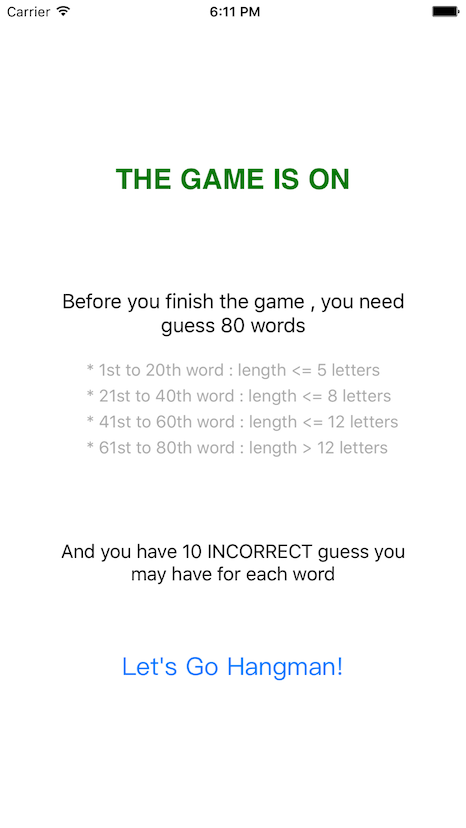 Carrier 6:11 PM
THE GAME IS ON
Before you finish the game , you need
guess 80 words
* 1st to 20th word : length <= 5 letters
* 21st to 40th word : length <= 8 letters
* 41st to 60th word : length <= 12 letters
* 61st to 80th word : length > 12 letters
And you have 10 INCORRECT guess you
may have for each word
Let's Go Hangman!